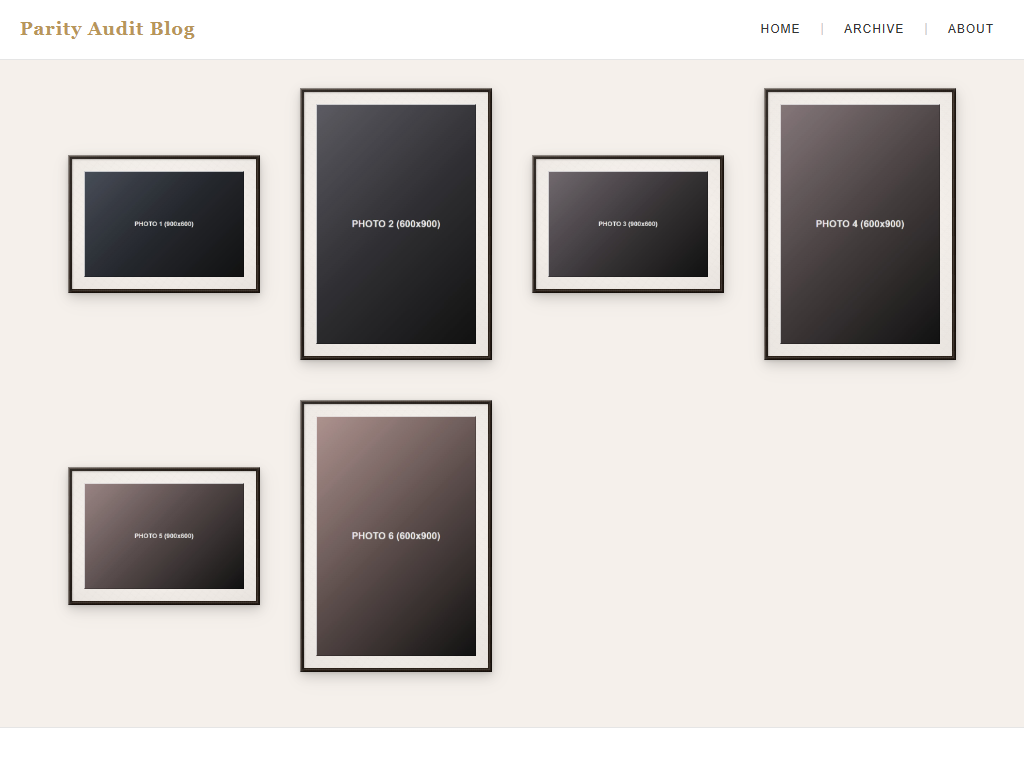 Parity Audit Blog
HOME | ARCHIVE | ABOUT
PHOTO 1 (900x600)
PHOTO 2 (600x900)
PHOTO 3 (900x600)
PHOTO 4 (600x900)
PHOTO 5 (900x600)
PHOTO 6 (600x900)